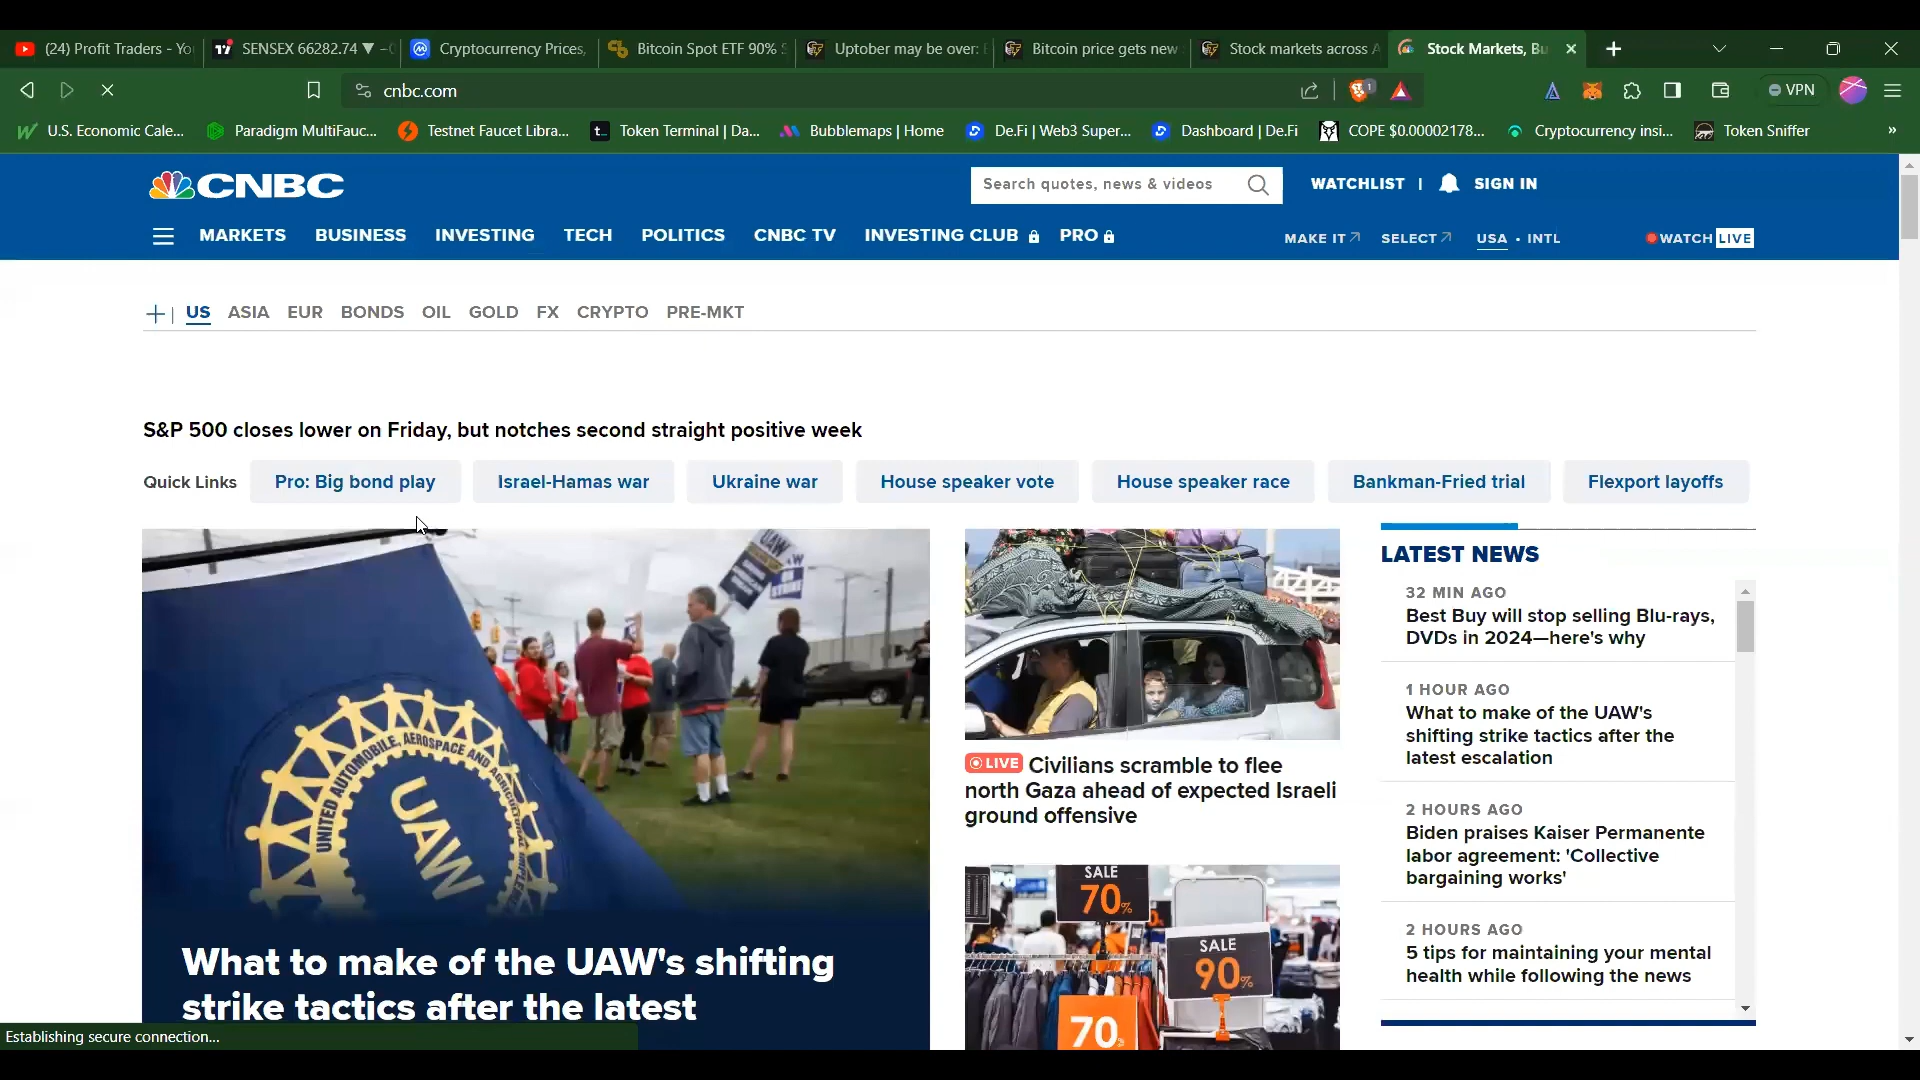 (24) Profit Traders - Yo
SENSEX 66282.74 ▼ −0
Cryptocurrency Prices,
Bitcoin Spot ETF 90%
Uptober may be over:
Bitcoin price gets new
Stock markets across A
Stock Markets, Bu
cnbc.com
1
VPN
U.S. Economic Cale...
Paradigm MultiFauc...
Testnet Faucet Libra...
Token Terminal | Da...
Bubblemaps | Home
De.Fi | Web3 Super...
Dashboard | De.Fi
COPE $0.00002178...
Cryptocurrency insi...
Token Sniffer
»
CNBC
Search quotes, news & videos
WATCHLIST |
SIGN IN
MARKETS
BUSINESS
INVESTING
TECH
POLITICS
CNBC TV
INVESTING CLUB
PRO
MAKE IT
SELECT
USA • INTL
WATCH LIVE
+ | US ASIA EUR BONDS OIL GOLD FX CRYPTO PRE-MKT
S&P 500 closes lower on Friday, but notches second straight positive week
Quick Links
Pro: Big bond play
Israel-Hamas war
Ukraine war
House speaker vote
House speaker race
Bankman-Fried trial
Flexport layoffs
UAW
ON STRIKE
UNITED AUTOMOBILE, AEROSPACE AND
UAW
What to make of the UAW's shifting
strike tactics after the latest
LIVE Civilians scramble to flee
north Gaza ahead of expected Israeli
ground offensive
SALE
70%
SALE
90%
70%
LATEST NEWS
32 MIN AGO
Best Buy will stop selling Blu-rays,
DVDs in 2024—here's why
1 HOUR AGO
What to make of the UAW's
shifting strike tactics after the
latest escalation
2 HOURS AGO
Biden praises Kaiser Permanente
labor agreement: 'Collective
bargaining works'
2 HOURS AGO
5 tips for maintaining your mental
health while following the news
Establishing secure connection...